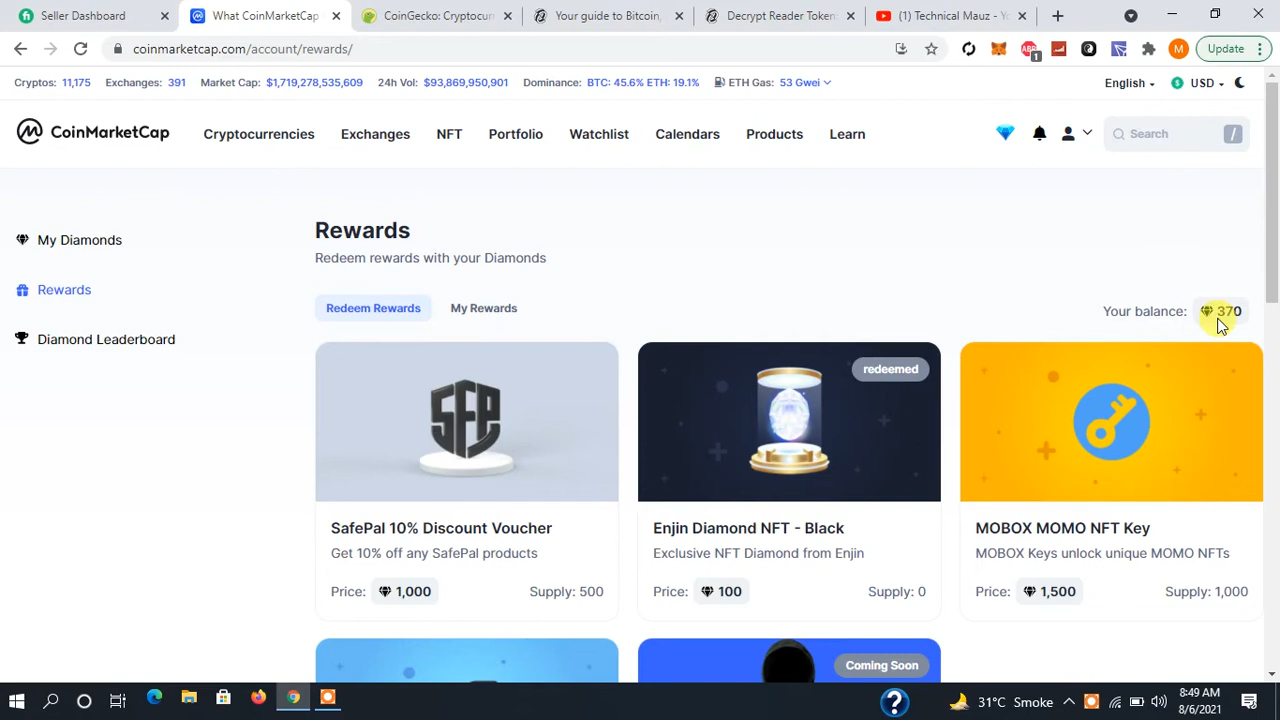 Seller Dashboard
What CoinMarketCap
CoinGecko: Cryptocurr
Your guide to Bitcoin,
Decrypt Reader Token
(1) Technical Mauz - Yo
coinmarketcap.com/account/rewards/
ABP
1
M
Update
Cryptos: 11,175 Exchanges: 391 Market Cap: $1,719,278,535,609 24h Vol: $93,869,950,901 Dominance: BTC: 45.6% ETH: 19.1% ETH Gas: 53 Gwei
English
USD
CoinMarketCap
Cryptocurrencies Exchanges NFT Portfolio Watchlist Calendars Products Learn
Search /
My Diamonds
Rewards
Diamond Leaderboard
Rewards
Redeem rewards with your Diamonds
Redeem Rewards My Rewards
Your balance: 370
SFP
SafePal 10% Discount Voucher
Get 10% off any SafePal products
Price: 1,000 Supply: 500
redeemed
Enjin Diamond NFT - Black
Exclusive NFT Diamond from Enjin
Price: 100 Supply: 0
MOBOX MOMO NFT Key
MOBOX Keys unlock unique MOMO NFTs
Price: 1,500 Supply: 1,000
Coming Soon
?
31°C Smoke
8:49 AM
8/6/2021